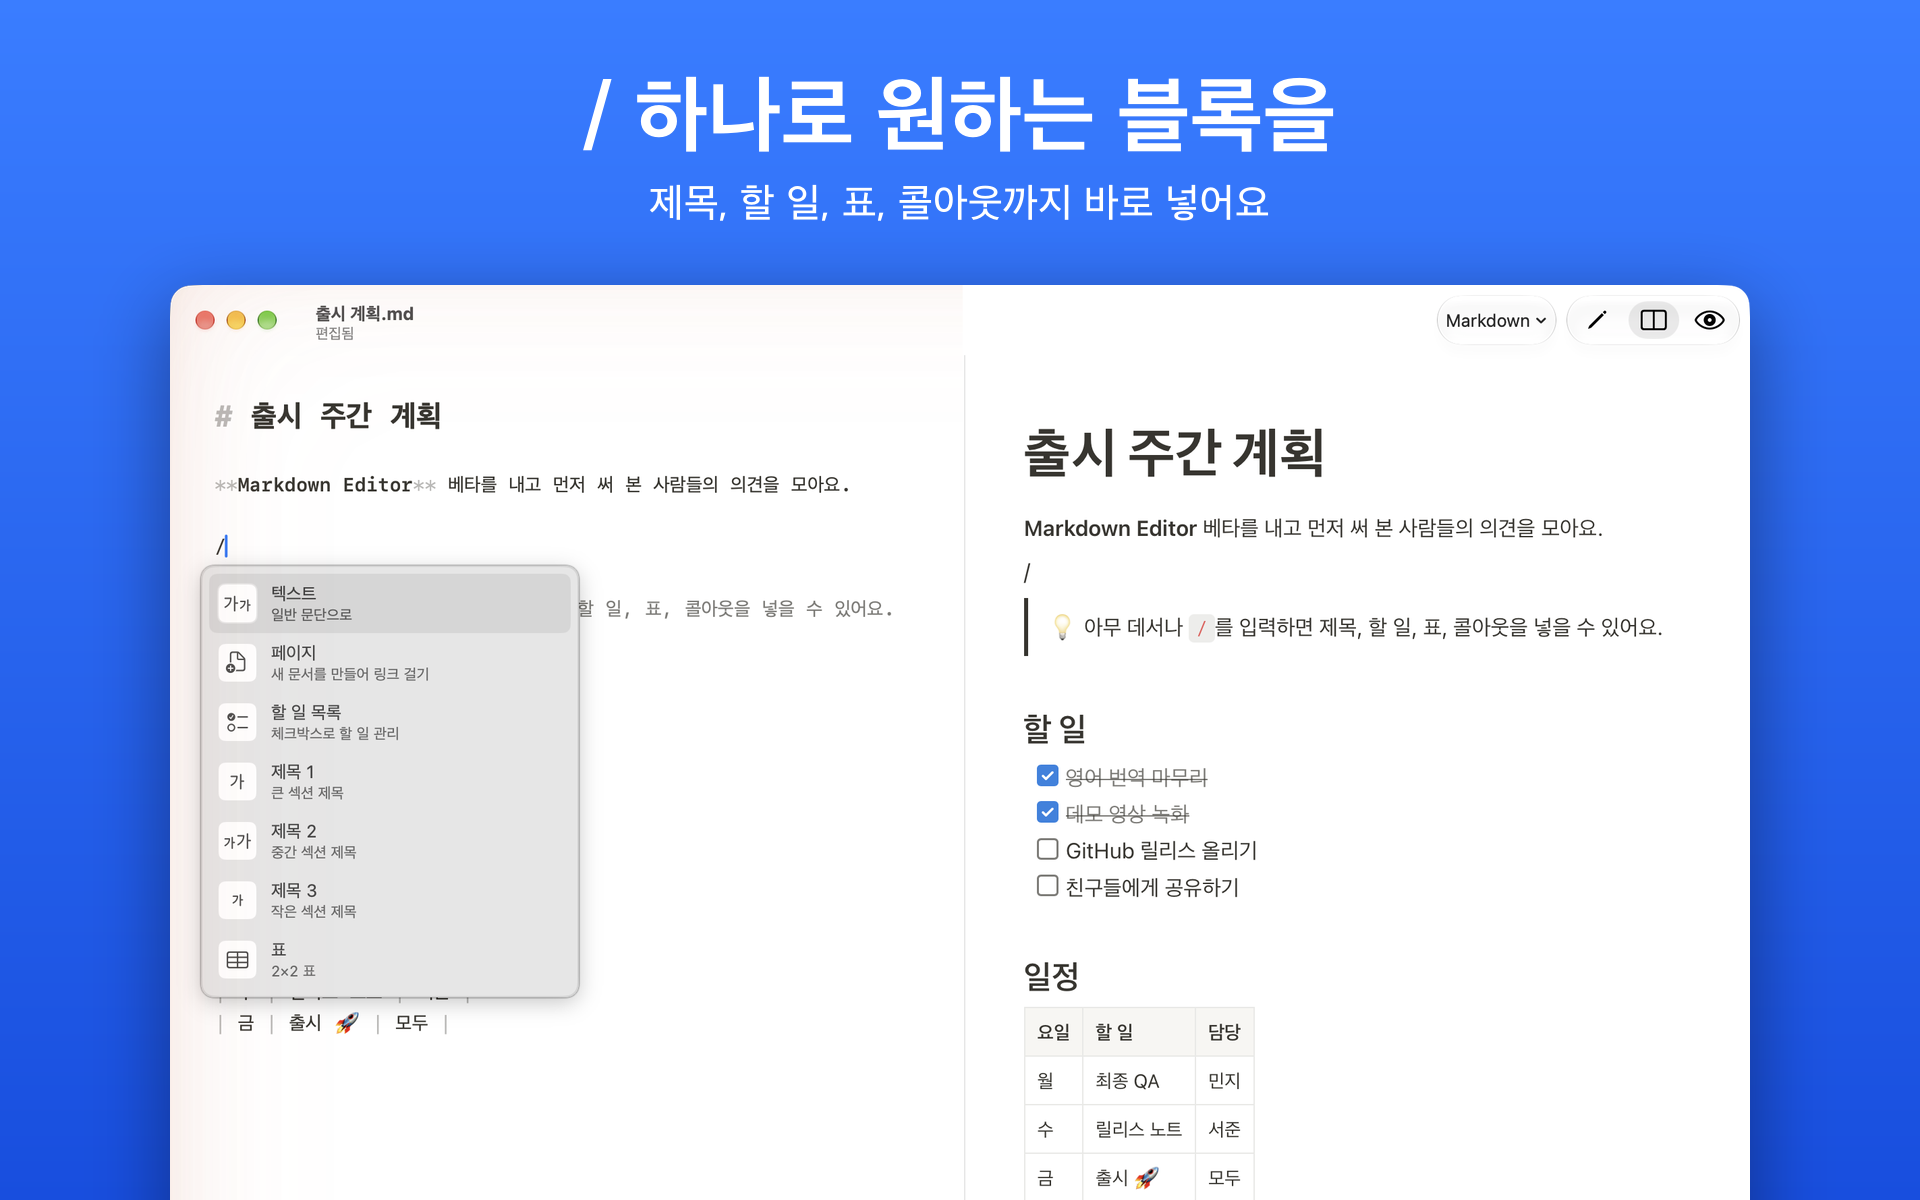 / 하나로 원하는 블록을
제목, 할 일, 표, 콜아웃까지 바로 넣어요
출시 계획.md
편집됨
Markdown
# 출시 주간 계획
**Markdown Editor** 베타를 내고 먼저 써 본 사람들의 의견을 모아요.
/
할 일, 표, 콜아웃을 넣을 수 있어요.
가가 텍스트
일반 문단으로
페이지
새 문서를 만들어 링크 걸기
할 일 목록
체크박스로 할 일 관리
가 제목 1
큰 섹션 제목
가가 제목 2
중간 섹션 제목
가 제목 3
작은 섹션 제목
표
2×2 표
| 금 | 출시 🚀 | 모두 |
출시 주간 계획
Markdown Editor 베타를 내고 먼저 써 본 사람들의 의견을 모아요.
/
💡 아무 데서나 /를 입력하면 제목, 할 일, 표, 콜아웃을 넣을 수 있어요.
할 일
영어 번역 마무리
데모 영상 녹화
GitHub 릴리스 올리기
친구들에게 공유하기
일정
요일 할 일 담당
월 최종 QA 민지
수 릴리스 노트 서준
금 출시 🚀 모두